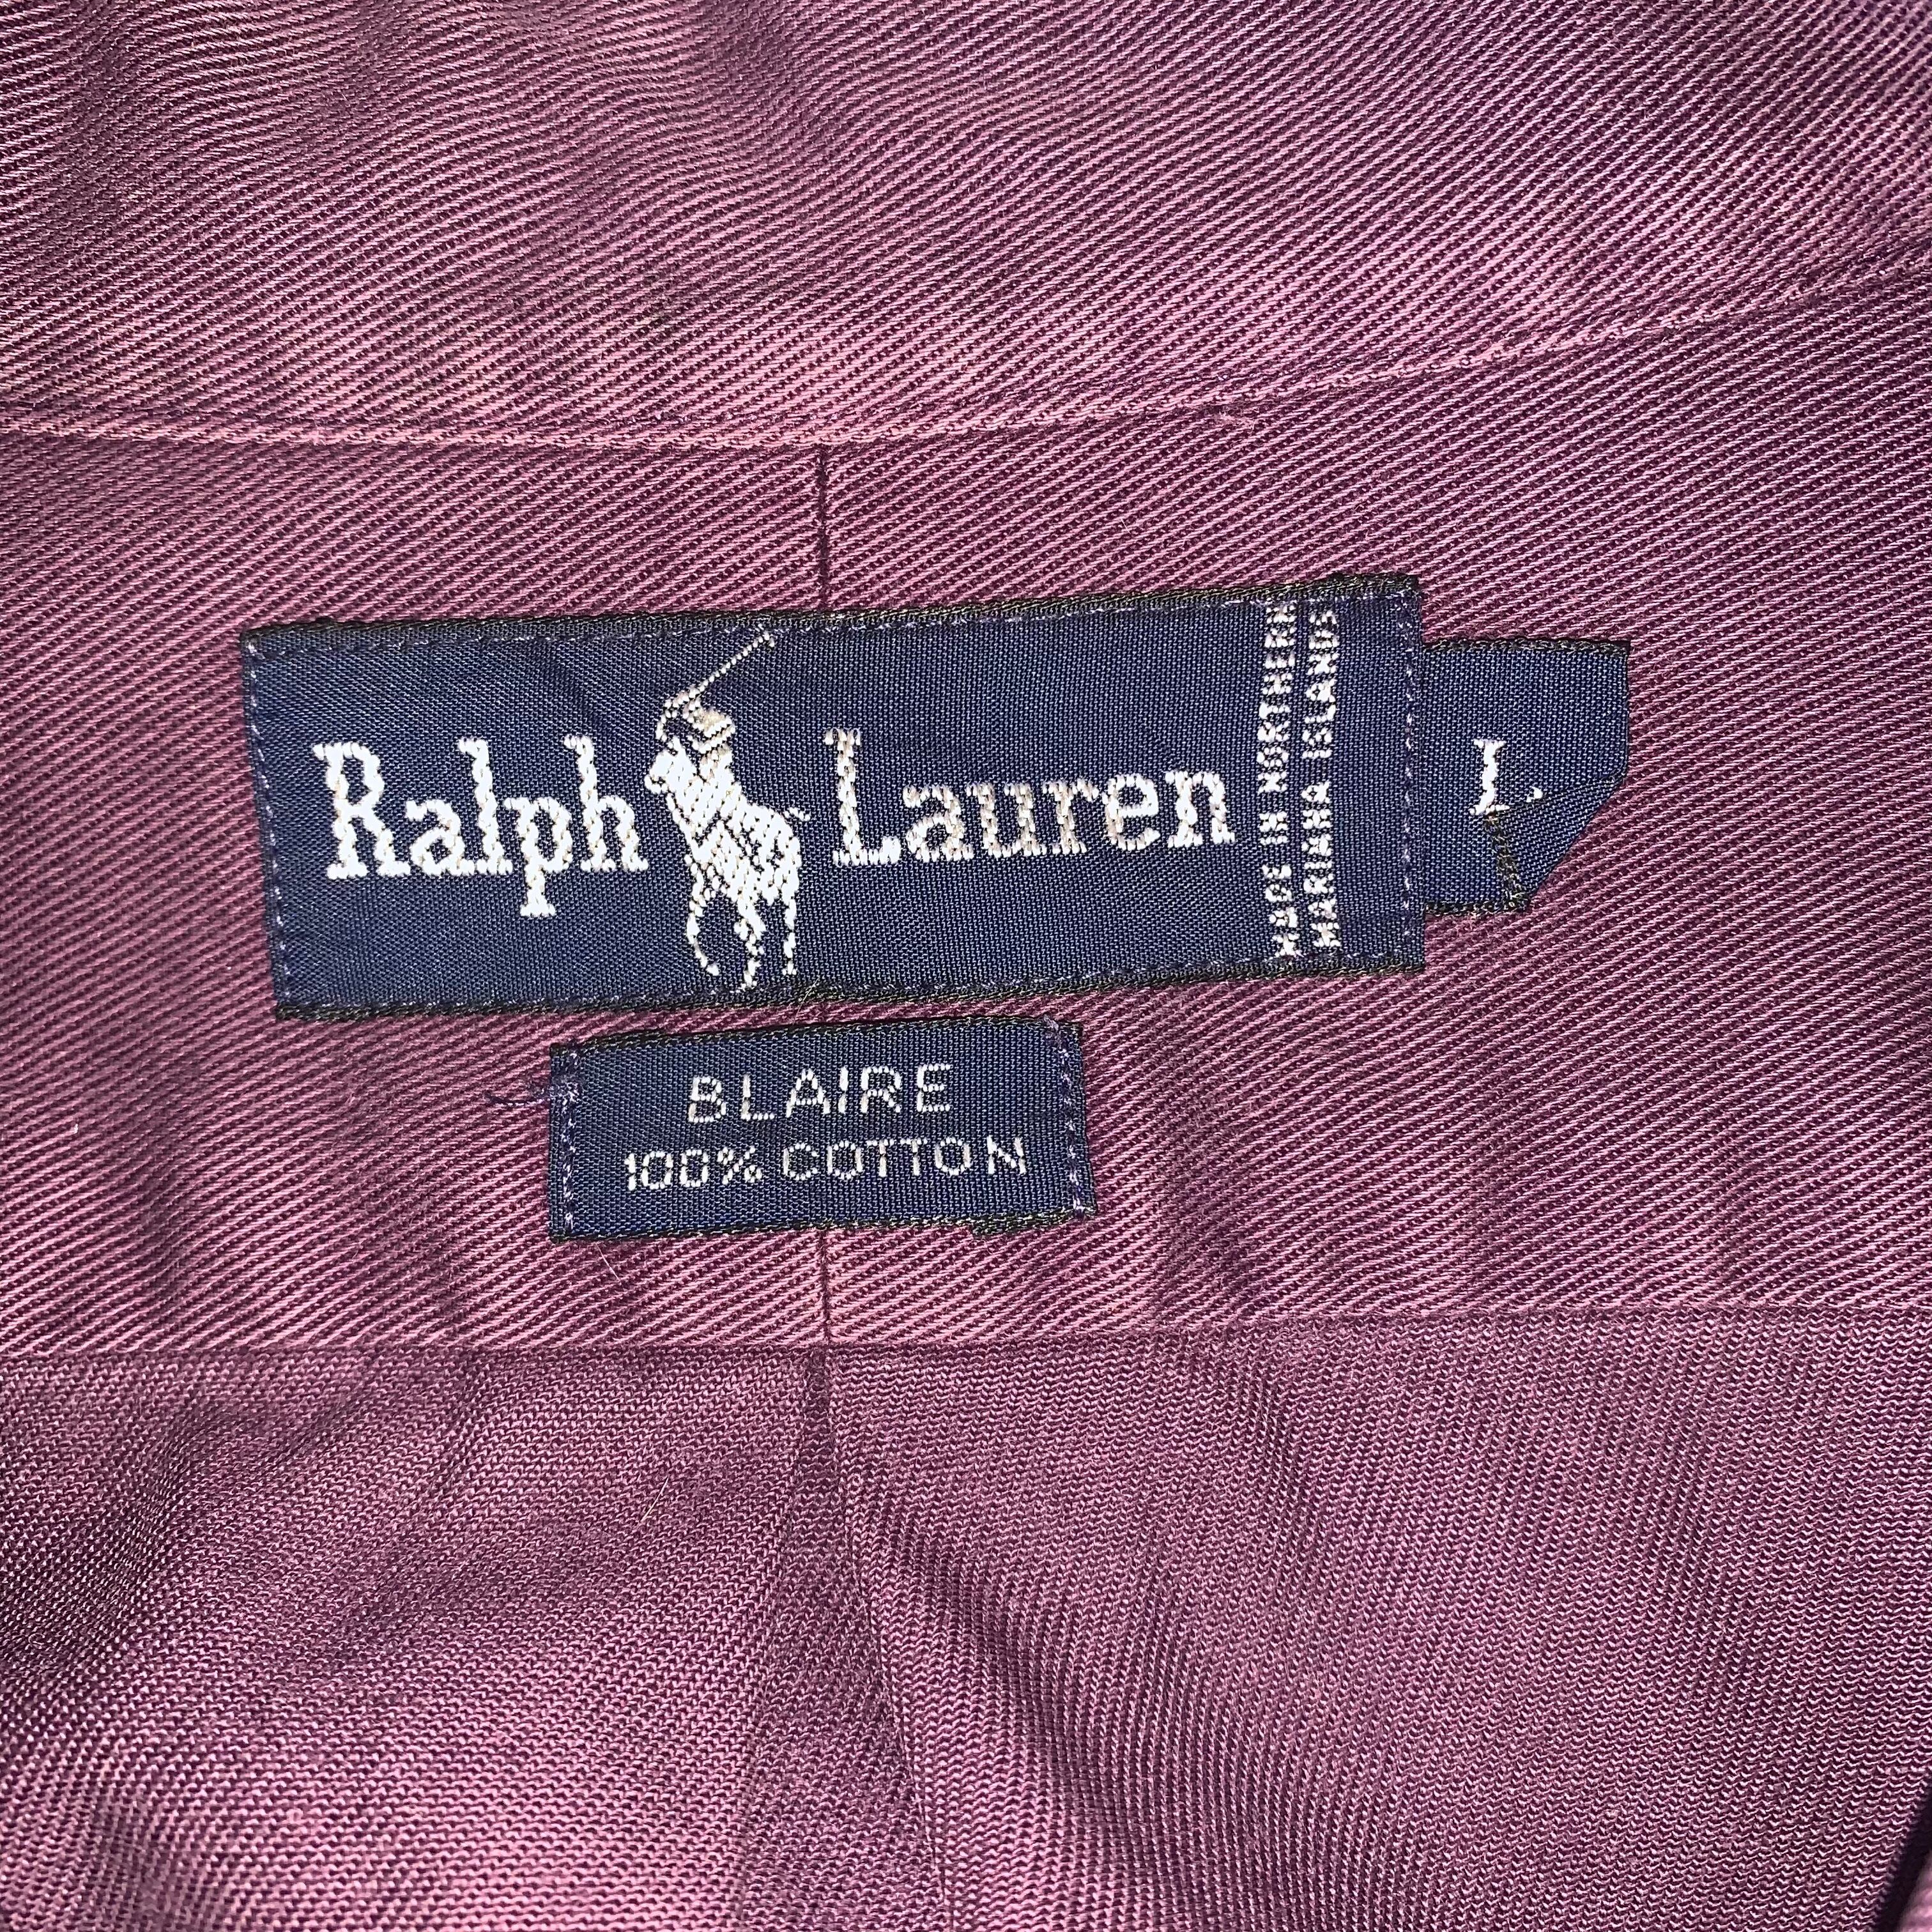 Ralph Lauren
MADE IN NORTHERN
MARIANA ISLANDS
L
BLAIRE
100% COTTON